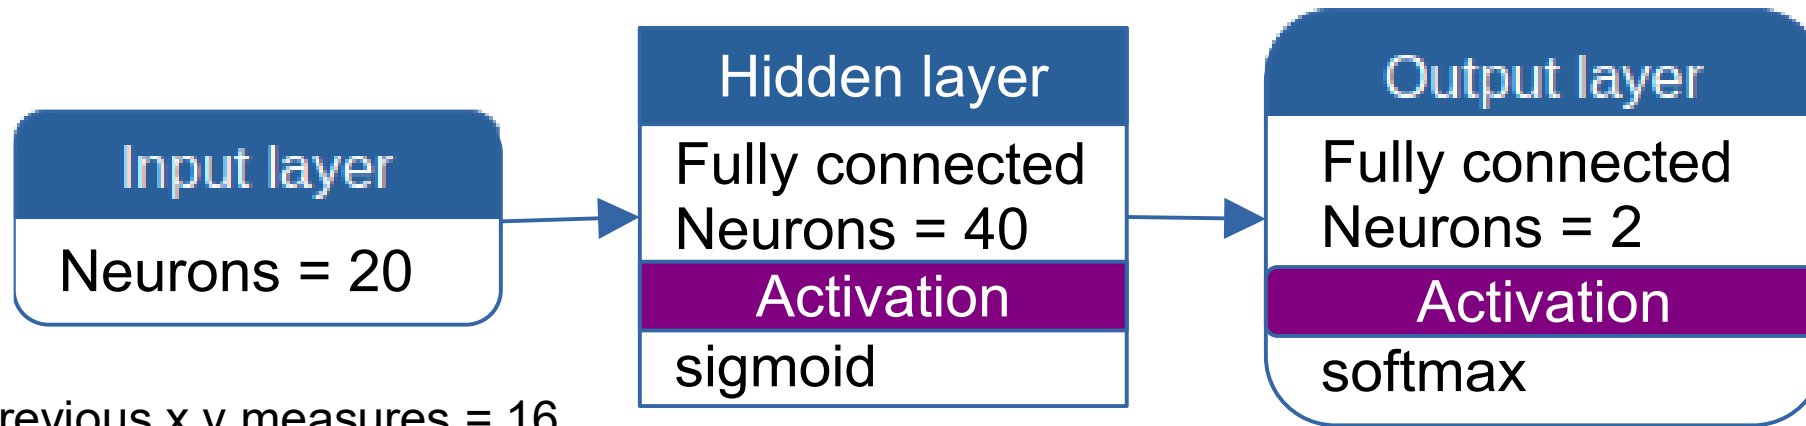 Input layer
Neurons = 20
Hidden layer
Fully connected
Neurons = 40
Activation
sigmoid
Output layer
Fully connected
Neurons = 2
Activation
softmax
x y measures = 16